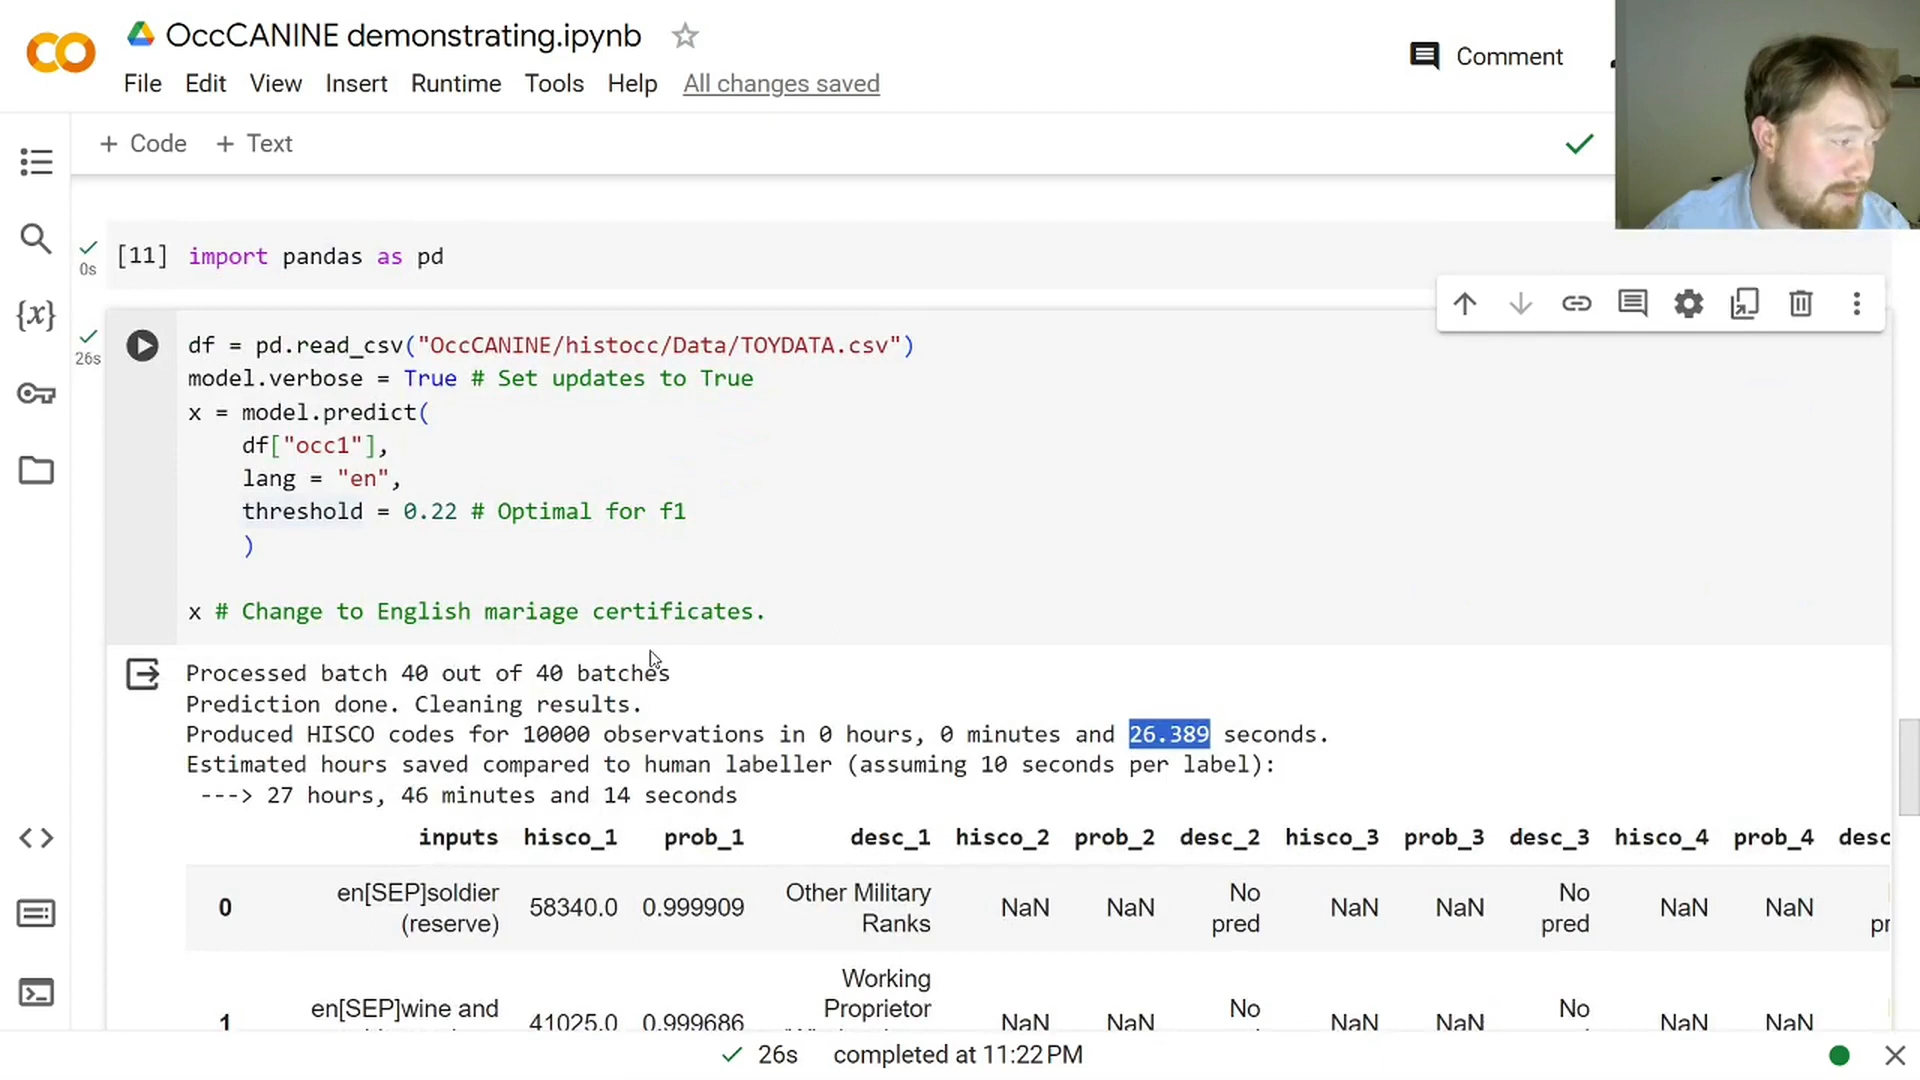 OccCANINE demonstrating.ipynb
Comment
File Edit View Insert Runtime Tools Help All changes saved
+ Code + Text
[11] import pandas as pd
0s
26s
df = pd.read_csv("OccCANINE/histocc/Data/TOYDATA.csv")
model.verbose = True # Set updates to True
x = model.predict(
df["occ1"],
lang = "en",
threshold = 0.22 # Optimal for f1
)
x # Change to English mariage certificates.
Processed batch 40 out of 40 batches
Prediction done. Cleaning results.
Produced HISCO codes for 10000 observations in 0 hours, 0 minutes and 26.389 seconds.
Estimated hours saved compared to human labeller (assuming 10 seconds per label):
---> 27 hours, 46 minutes and 14 seconds
inputs hisco_1 prob_1 desc_1 hisco_2 prob_2 desc_2 hisco_3 prob_3 desc_3 hisco_4 prob_4 desc
0 en[SEP]soldier (reserve) 58340.0 0.999909 Other Military Ranks NaN NaN No pred NaN NaN No pred NaN NaN
1 en[SEP]wine and 41025.0 0.999686 Working Proprietor NaN NaN No NaN NaN No NaN NaN
26s completed at 11:22 PM